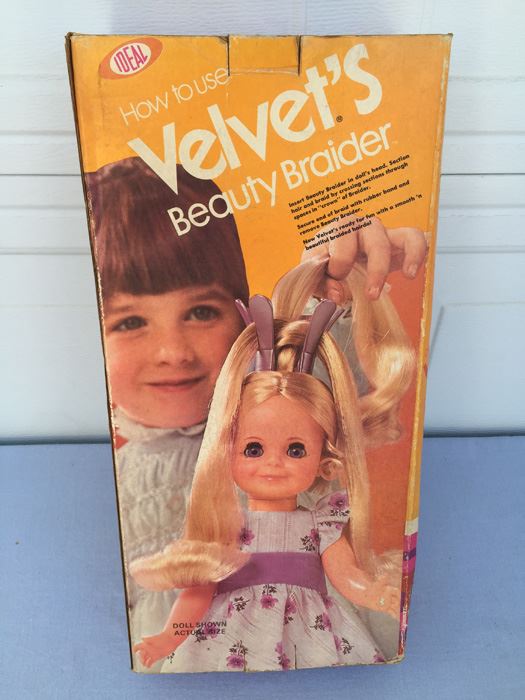 IDEAL
How to use
Velvet's®
Beauty Braider™
Insert Beauty Braider in doll's head. Section
hair and braid by crossing sections through
spaces in "crown" of Braider.
Secure end of braid with rubber band and
remove Beauty Braider.
Now Velvet's ready for fun with a smooth 'n
beautiful braided hairdo!
DOLL SHOWN
ACTUAL SIZE